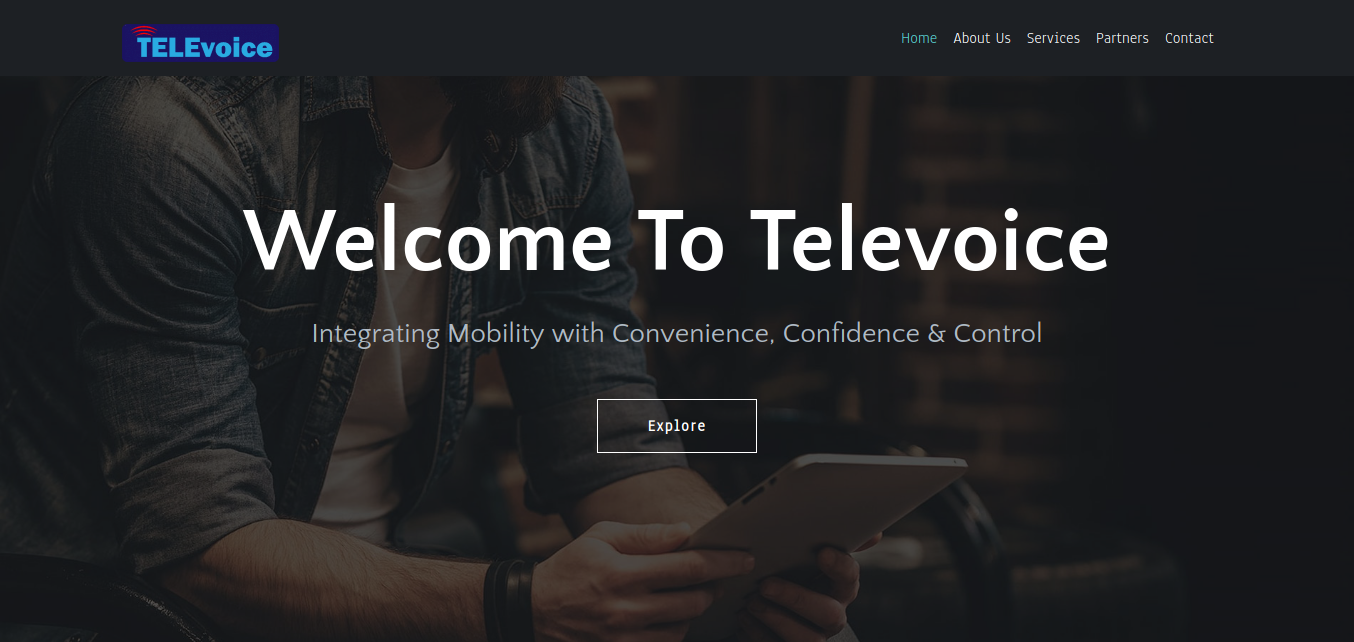 TELEvoice
Home About Us Services Partners Contact
Welcome To Televoice
Integrating Mobility with Convenience, Confidence & Control
Explore